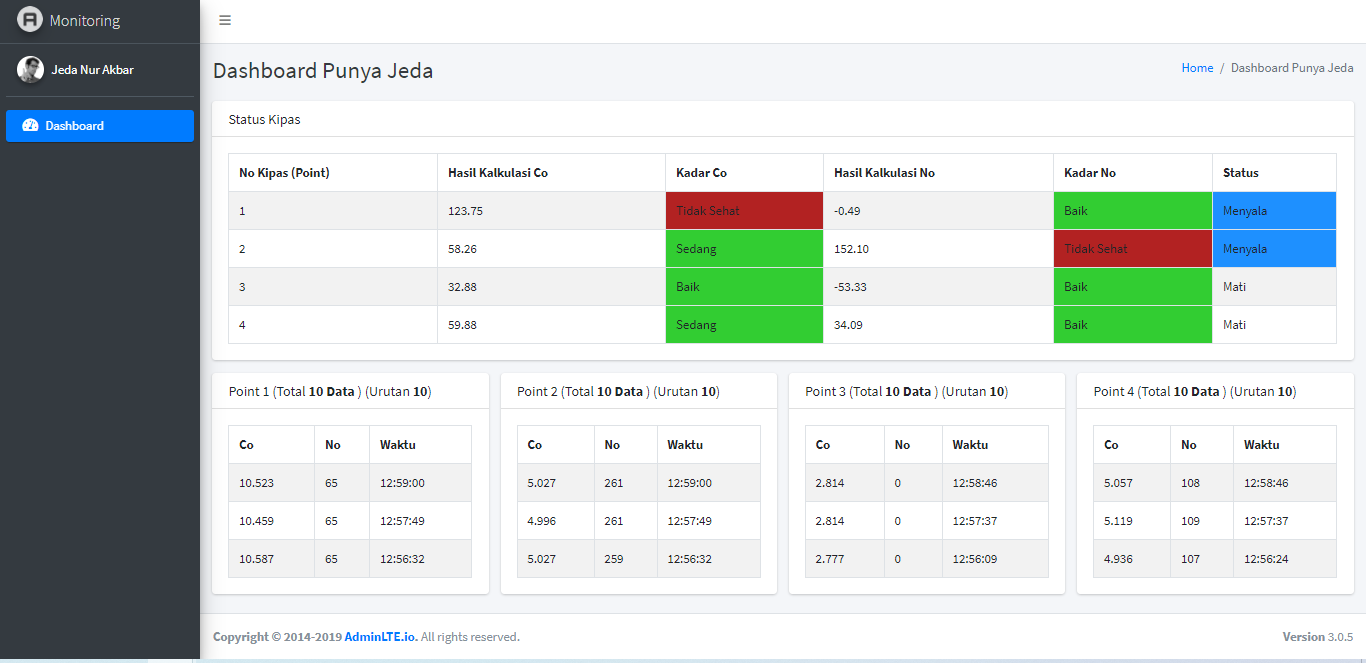 Monitoring
Jeda Nur Akbar
Dashboard
Dashboard Punya Jeda
Home / Dashboard Punya Jeda
Status Kipas
No Kipas (Point) Hasil Kalkulasi Co Kadar Co Hasil Kalkulasi No Kadar No Status
1 123.75 Tidak Sehat -0.49 Baik Menyala
2 58.26 Sedang 152.10 Tidak Sehat Menyala
3 32.88 Baik -53.33 Baik Mati
4 59.88 Sedang 34.09 Baik Mati
Point 1 (Total 10 Data ) (Urutan 10)
Co No Waktu
10.523 65 12:59:00
10.459 65 12:57:49
10.587 65 12:56:32
Point 2 (Total 10 Data ) (Urutan 10)
Co No Waktu
5.027 261 12:59:00
4.996 261 12:57:49
5.027 259 12:56:32
Point 3 (Total 10 Data ) (Urutan 10)
Co No Waktu
2.814 0 12:58:46
2.814 0 12:57:37
2.777 0 12:56:09
Point 4 (Total 10 Data ) (Urutan 10)
Co No Waktu
5.057 108 12:58:46
5.119 109 12:57:37
4.936 107 12:56:24
Copyright © 2014-2019 AdminLTE.io. All rights reserved.
Version 3.0.5